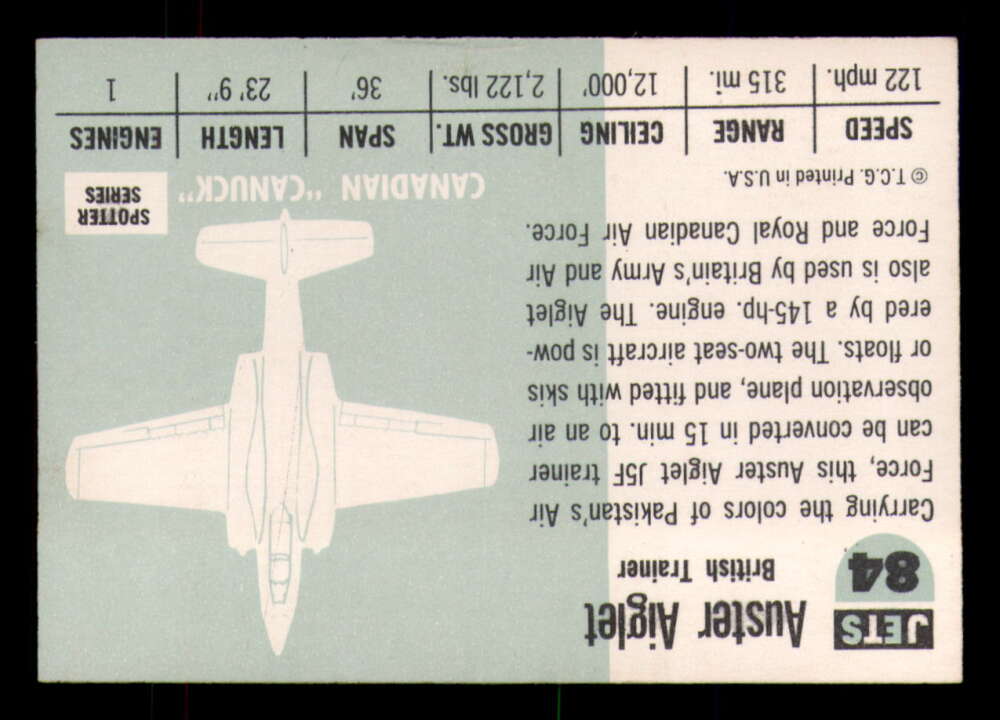 JETS
84
Auster Aiglet
British Trainer
Carrying the colors of Pakistan's Air
Force, this Auster Aiglet J5F trainer
can be converted in 15 min. to an air
observation plane, and fitted with skis
or floats. The two-seat aircraft is pow-
ered by a 145-hp. engine. The Aiglet
also is used by Britain's Army and Air
Force and Royal Canadian Air Force.
© T.C.G. Printed in U.S.A.
CANADIAN "CANUCK"
SPOTTER
SERIES
SPEED RANGE CEILING GROSS WT. SPAN LENGTH ENGINES
122 mph. 315 mi. 12,000' 2,122 lbs. 36' 23' 9" 1